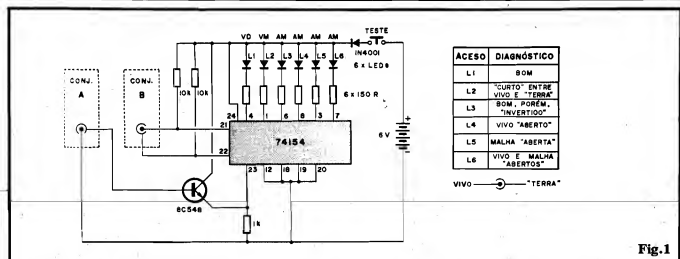 VD VM AM AM AM AM
TESTE
1N4001
L1 L2 L3 L4 L5 L6
6 x LEDs
CONJ. A
CONJ. B
10k 10k
6 x 150 R
24 4 1 6 8 3 7
21
74154
22
23 12 18 19 20
6V
BC548
1k
ACESO DIAGNÓSTICO
L1 BOM
L2 "CURTO" ENTRE VIVO E "TERRA"
L3 BOM, PORÉM, "INVERTIDO"
L4 VIVO "ABERTO"
L5 MALHA "ABERTA"
L6 VIVO E MALHA "ABERTOS"
VIVO "TERRA"
Fig.1